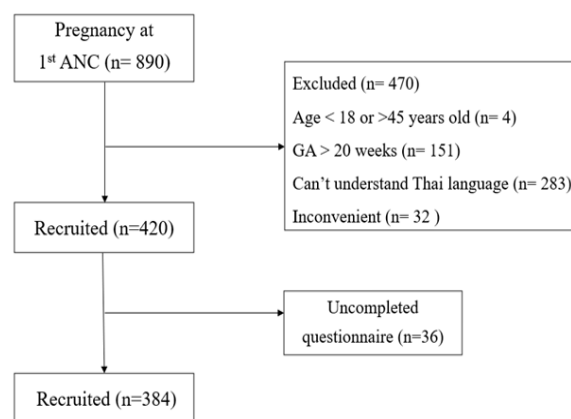 Pregnancy at
1st ANC (n= 890)
Excluded (n= 470)
Age < 18 or >45 years old (n= 4)
GA > 20 weeks (n= 151)
Can't understand Thai language (n= 283)
Inconvenient (n= 32 )
Recruited (n=420)
Uncompleted
questionnaire (n=36)
Recruited (n=384)